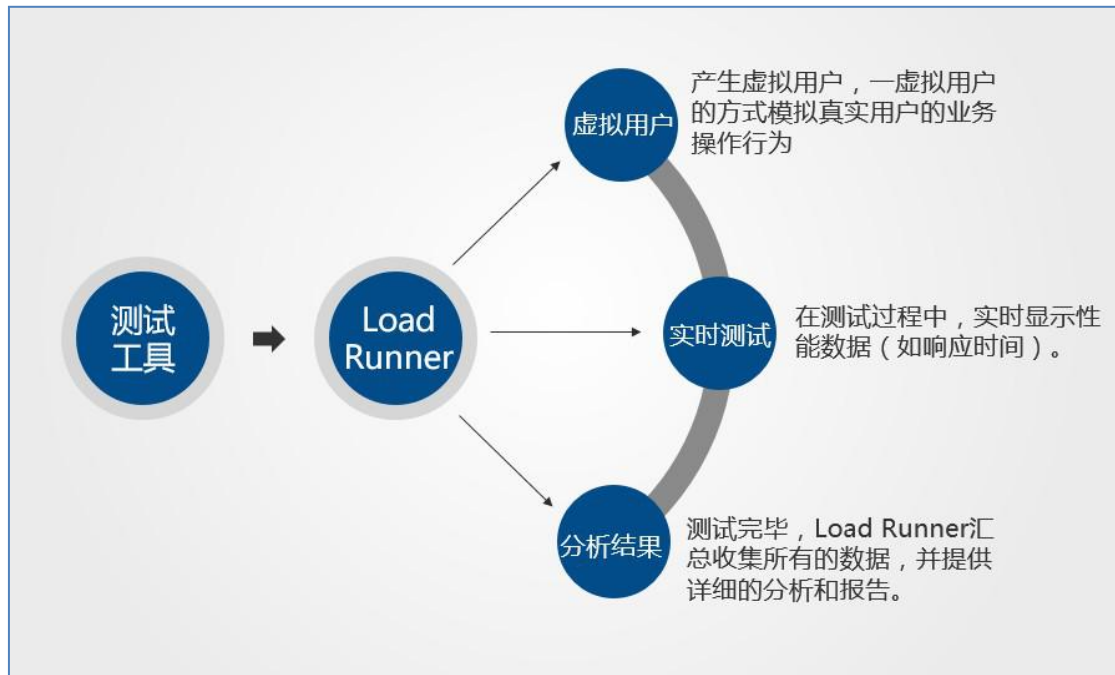 测试
工具
Load
Runner
虚拟用户
产生虚拟用户，一虚拟用户
的方式模拟真实用户的业务
操作行为
实时测试
在测试过程中，实时显示性
能数据（如响应时间）。
分析结果
测试完毕，Load Runner汇
总收集所有的数据，并提供
详细的分析和报告。